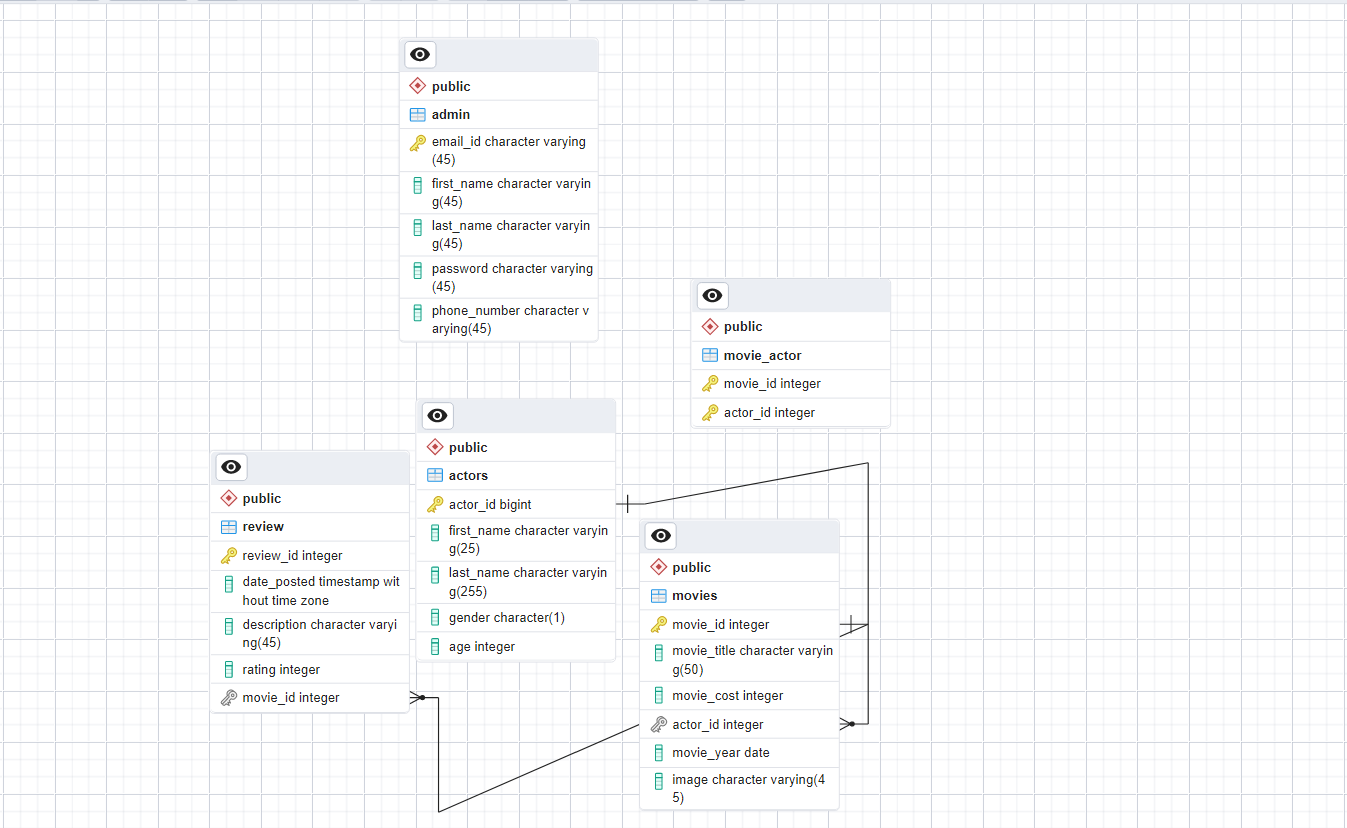 public
admin
email_id character varying
(45)
first_name character varyin
g(45)
last_name character varyin
g(45)
password character varying
(45)
phone_number character v
arying(45)
public
movie_actor
movie_id integer
actor_id integer
public
actors
actor_id bigint
first_name character varyin
g(25)
last_name character varyin
g(255)
gender character(1)
age integer
public
review
review_id integer
date_posted timestamp wit
hout time zone
description character varyi
ng(45)
rating integer
movie_id integer
public
movies
movie_id integer
movie_title character varyin
g(50)
movie_cost integer
actor_id integer
movie_year date
image character varying(4
5)